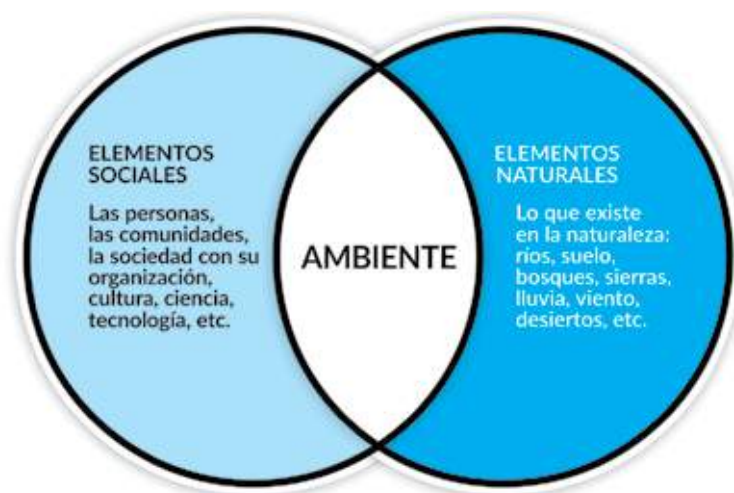 ELEMENTOS
SOCIALES
Las personas,
las comunidades,
la sociedad con su
organización,
cultura, ciencia,
tecnología, etc.
AMBIENTE
ELEMENTOS
NATURALES
Lo que existe
en la naturaleza:
ríos, suelo,
bosques, sierras,
lluvia, viento,
desiertos, etc.